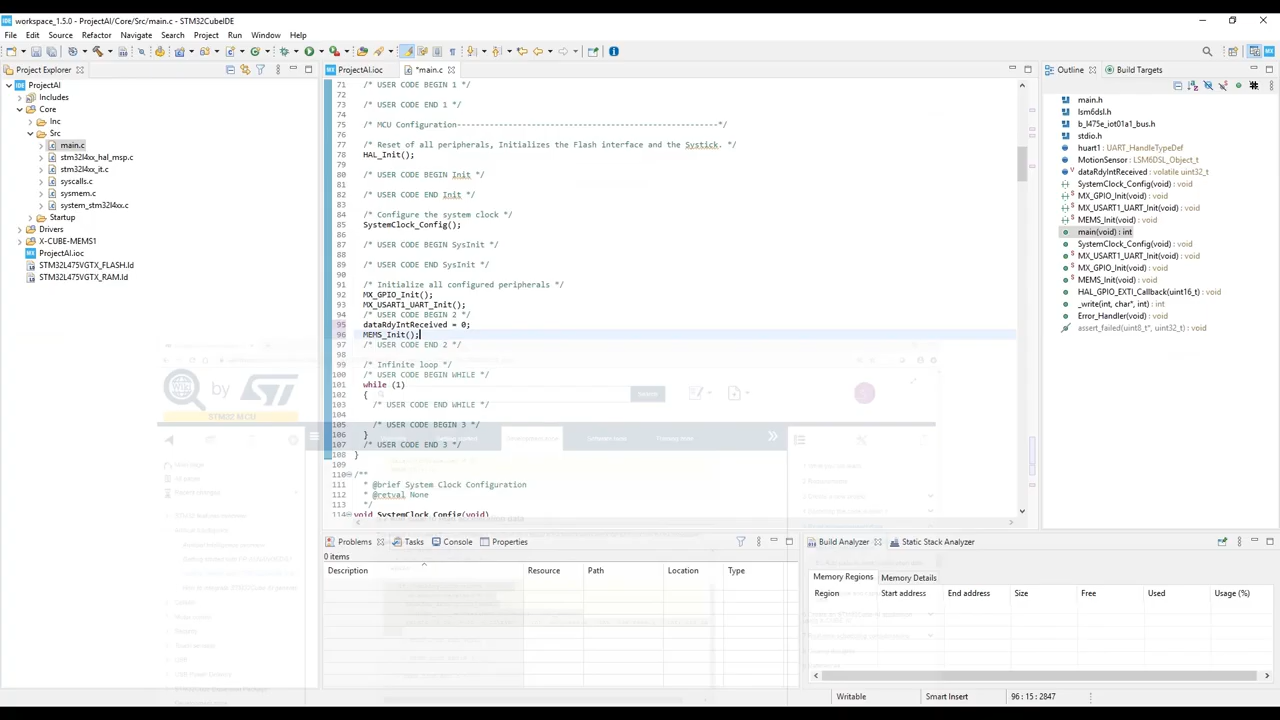 workspace_1.5.0 - ProjectAI/Core/Src/main.c - STM32CubeIDE
File Edit Source Refactor Navigate Search Project Run Window Help
Project Explorer
ProjectAI
Includes
Core
Inc
Src
main.c
stm32l4xx_hal_msp.c
stm32l4xx_it.c
syscalls.c
sysmem.c
system_stm32l4xx.c
Startup
Drivers
X-CUBE-MEMS1
ProjectAI.ioc
STM32L475VGTX_FLASH.ld
STM32L475VGTX_RAM.ld
ProjectAI.ioc *main.c
71 /* USER CODE BEGIN 1 */
72
73 /* USER CODE END 1 */
74
75 /* MCU Configuration--------------------------------------------------------*/
76
77 /* Reset of all peripherals, Initializes the Flash interface and the Systick. */
78 HAL_Init();
79
80 /* USER CODE BEGIN Init */
81
82 /* USER CODE END Init */
83
84 /* Configure the system clock */
85 SystemClock_Config();
86
87 /* USER CODE BEGIN SysInit */
88
89 /* USER CODE END SysInit */
90
91 /* Initialize all configured peripherals */
92 MX_GPIO_Init();
93 MX_USART1_UART_Init();
94 /* USER CODE BEGIN 2 */
95 dataRdyIntReceived = 0;
96 MEMS_Init();
97 /* USER CODE END 2 */
98
99 /* Infinite loop */
100 /* USER CODE BEGIN WHILE */
101 while (1)
102 {
103 /* USER CODE END WHILE */
104
105 /* USER CODE BEGIN 3 */
106 }
107 /* USER CODE END 3 */
108 }
109
110 /**
111 * @brief System Clock Configuration
112 * @retval None
113 */
114 void SystemClock_Config(void)
Outline Build Targets
main.h
lsm6dsl.h
b_l475e_iot01a1_bus.h
stdio.h
huart1 : UART_HandleTypeDef
MotionSensor : LSM6DSL_Object_t
dataRdyIntReceived : volatile uint32_t
SystemClock_Config(void) : void
MX_GPIO_Init(void) : void
MX_USART1_UART_Init(void) : void
MEMS_Init(void) : void
main(void) : int
SystemClock_Config(void) : void
MX_USART1_UART_Init(void) : void
MX_GPIO_Init(void) : void
MEMS_Init(void) : void
HAL_GPIO_EXTI_Callback(uint16_t) : void
_write(int, char*, int) : int
Error_Handler(void) : void
assert_failed(uint8_t*, uint32_t) : void
Wiki by ST
STM32 MCU
Search
Problems Tasks Console Properties
0 items
Description Resource Path Location Type
Build Analyzer Static Stack Analyzer
Memory Regions Memory Details
Region Start address End address Size Free Used Usage (%)
Writable Smart Insert 96 : 15 : 2847